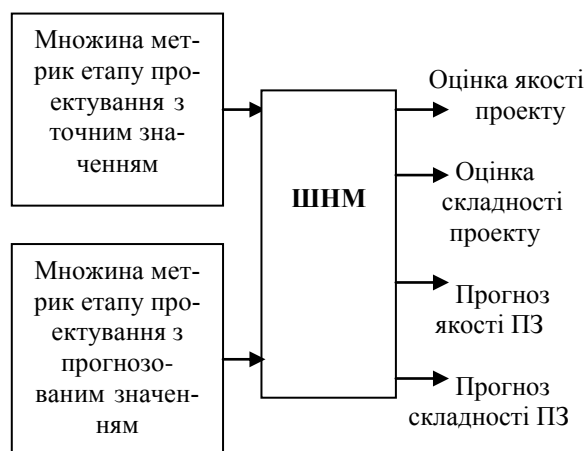 Множина мет-
рик етапу про-
ектування з
точним зна-
ченням
Множина мет-
рик етапу про-
ектування з
прогнозо-
ваним значен-
ням
ШНМ
Оцінка якості
проекту
Оцінка
складності
проекту
Прогноз
якості ПЗ
Прогноз
складності ПЗ